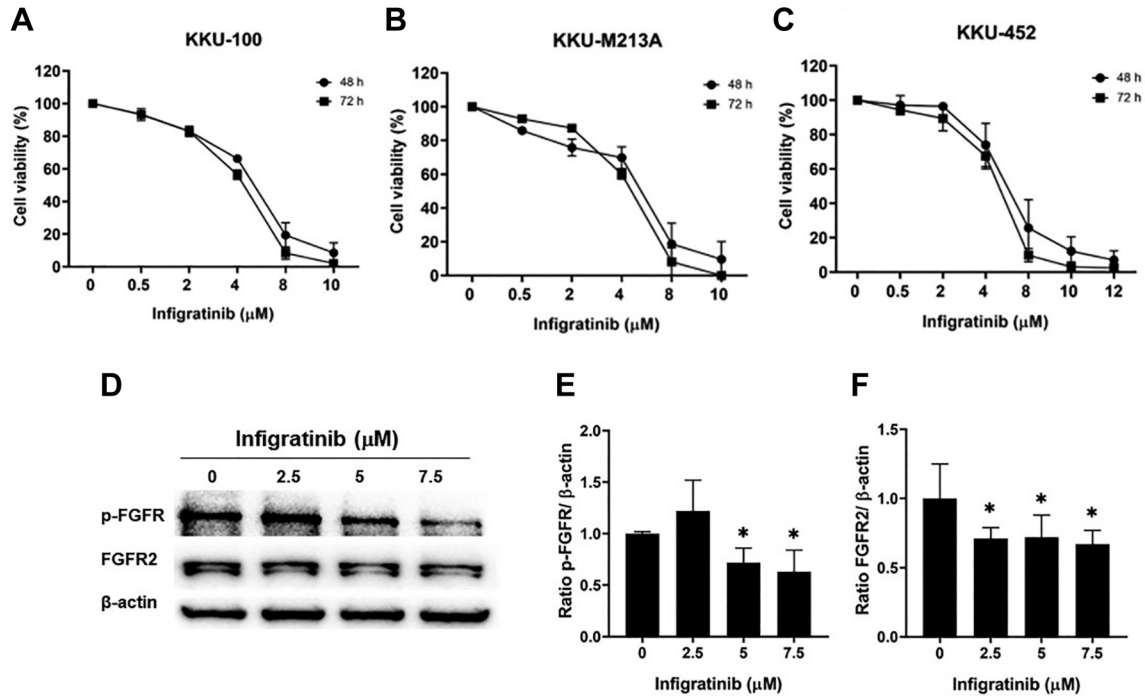 A
KKU-100
120
100
80
60
40
20
0
Cell viability (%)
0 0.5 2 4 8 10
Infigratinib (μM)
48 h
72 h
B
KKU-M213A
120
100
80
60
40
20
0
Cell viability (%)
0 0.5 2 4 8 10
Infigratinib (μM)
48 h
72 h
C
KKU-452
120
100
80
60
40
20
0
Cell viability (%)
0 0.5 2 4 8 10 12
Infigratinib (μM)
48 h
72 h
D
Infigratinib (μM)
0 2.5 5 7.5
p-FGFR
FGFR2
β-actin
E
2.0
1.5
1.0
0.5
0.0
Ratio p-FGFR/ β-actin
* *
0 2.5 5 7.5
Infigratinib (μM)
F
1.5
1.0
0.5
0.0
Ratio FGFR2/ β-actin
* * *
0 2.5 5 7.5
Infigratinib (μM)